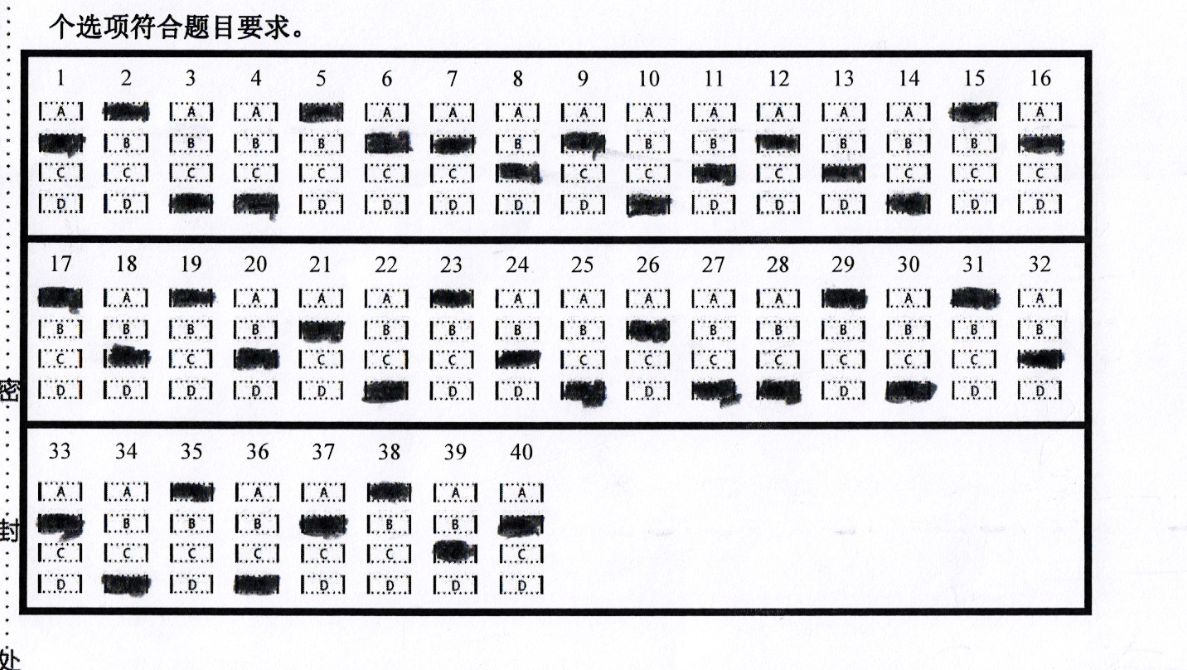 个选项符合题目要求。
1 2 3 4 5 6 7 8 9 10 11 12 13 14 15 16
A A A A A A A A A A A A A
B B B B B B B B B B
C C C C C C C C C C C C C
D D D D D D D D D D D
17 18 19 20 21 22 23 24 25 26 27 28 29 30 31 32
A A A A A A A A A A A
B B B B B B B B B B B B B B
C C C C C C C C C C C C
D D D D D D D D D D D
密
33 34 35 36 37 38 39 40
A A A A A A
封
B B B B B
C C C C C C C
D D D D D D
处